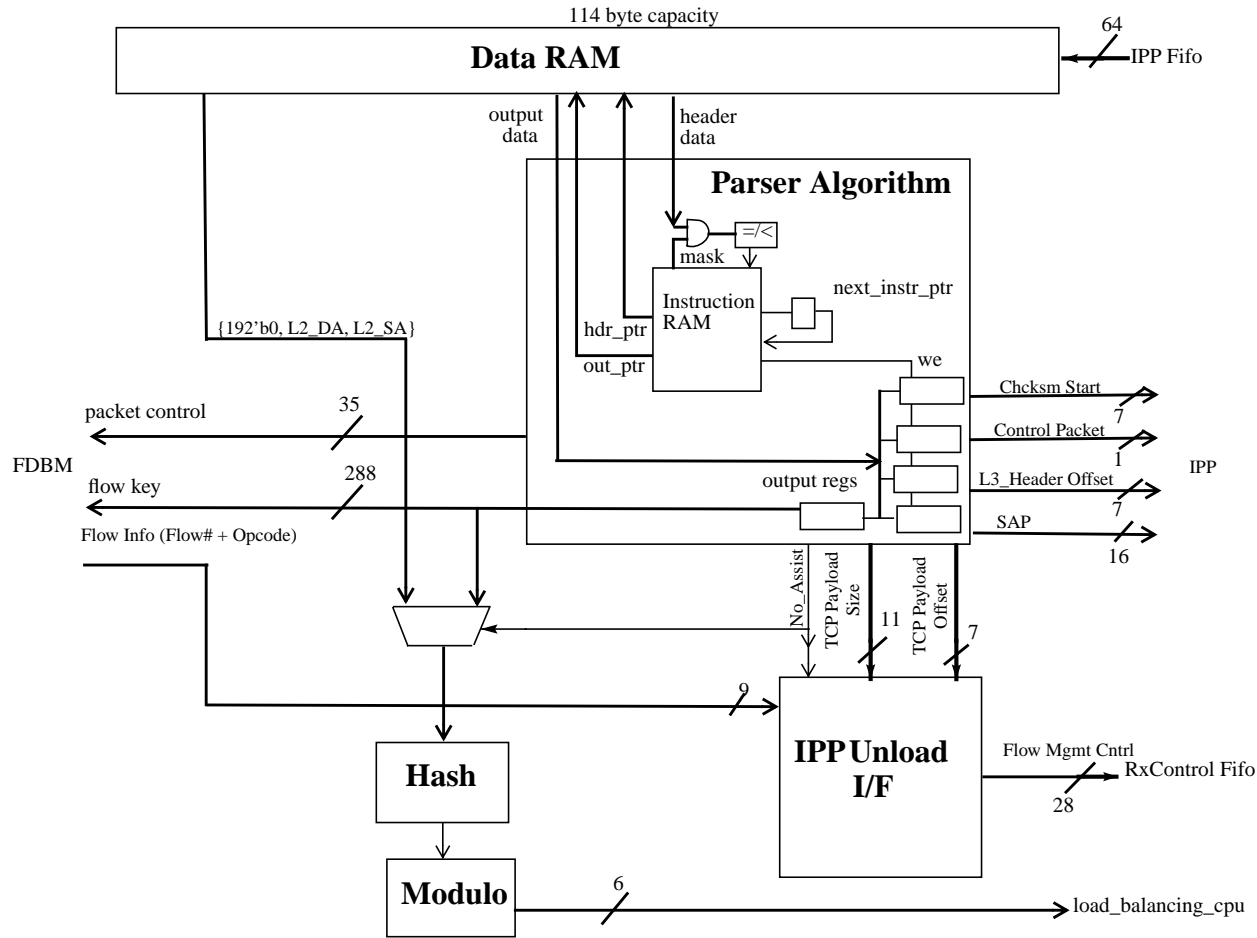 114 byte capacity
64
Data RAM
IPP Fifo
output
data
header
data
Parser Algorithm
=/<
mask
next_instr_ptr
Instruction
RAM
{192'b0, L2_DA, L2_SA}
hdr_ptr
out_ptr
we
Chcksm Start
7
packet control
35
Control Packet
1
FDBM
IPP
flow key
288
output regs
L3_Header Offset
7
SAP
16
Flow Info (Flow# + Opcode)
No_Assist
TCP Payload
Size
11
TCP Payload
Offset
7
9
IPP Unload
I/F
Flow Mgmt Cntrl
RxControl Fifo
28
Hash
Modulo
6
load_balancing_cpu